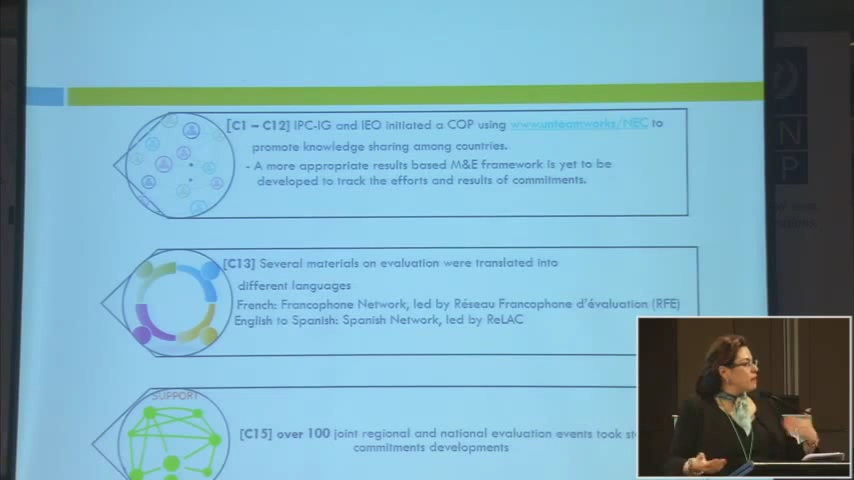 [C1 – C12] IPC-IG and IEO initiated a COP using www.unteamworks/NEC to
promote knowledge sharing among countries.
- A more appropriate results based M&E framework is yet to be
developed to track the efforts and results of commitments.
[C13] Several materials on evaluation were translated into
different languages
French: Francophone Network, led by Réseau Francophone d'évaluation (RFE)
English to Spanish: Spanish Network, led by ReLAC
SUPPORT
[C15] over 100 joint regional and national evaluation events took
commitments developments
N
P